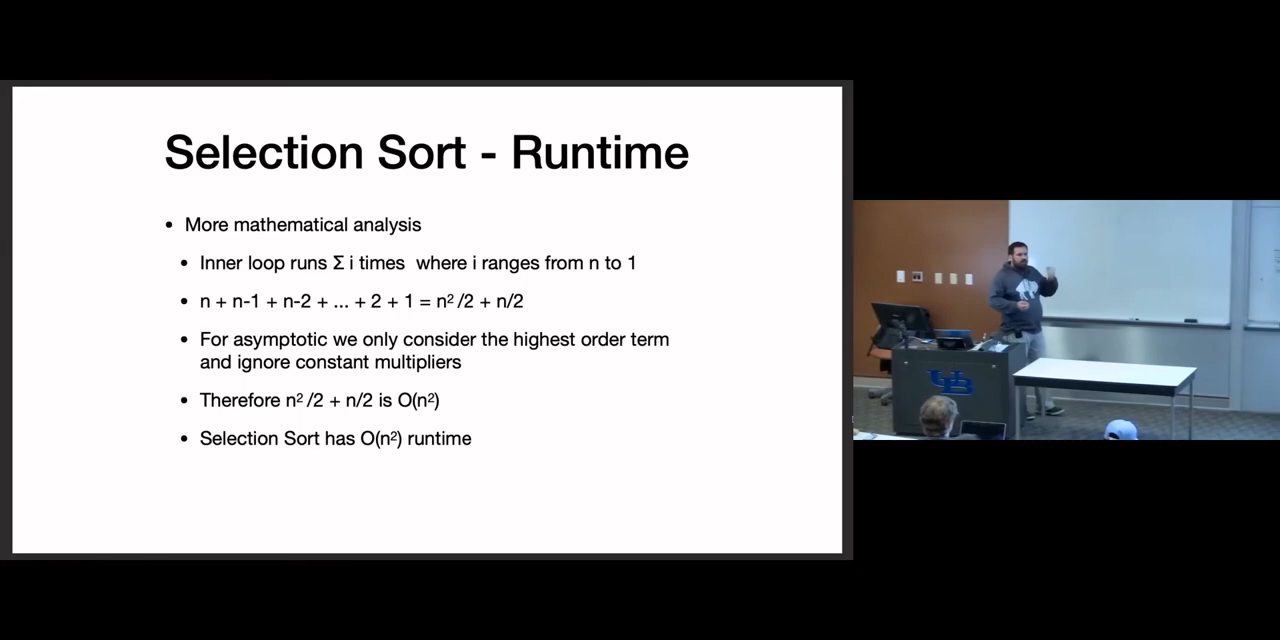 Selection Sort - Runtime
• More mathematical analysis
• Inner loop runs Σ i times  where i ranges from n to 1
• n + n-1 + n-2 + ... + 2 + 1 = n² /2 + n/2
• For asymptotic we only consider the highest order term
and ignore constant multipliers
• Therefore n² /2 + n/2 is O(n²)
• Selection Sort has O(n²) runtime
UB